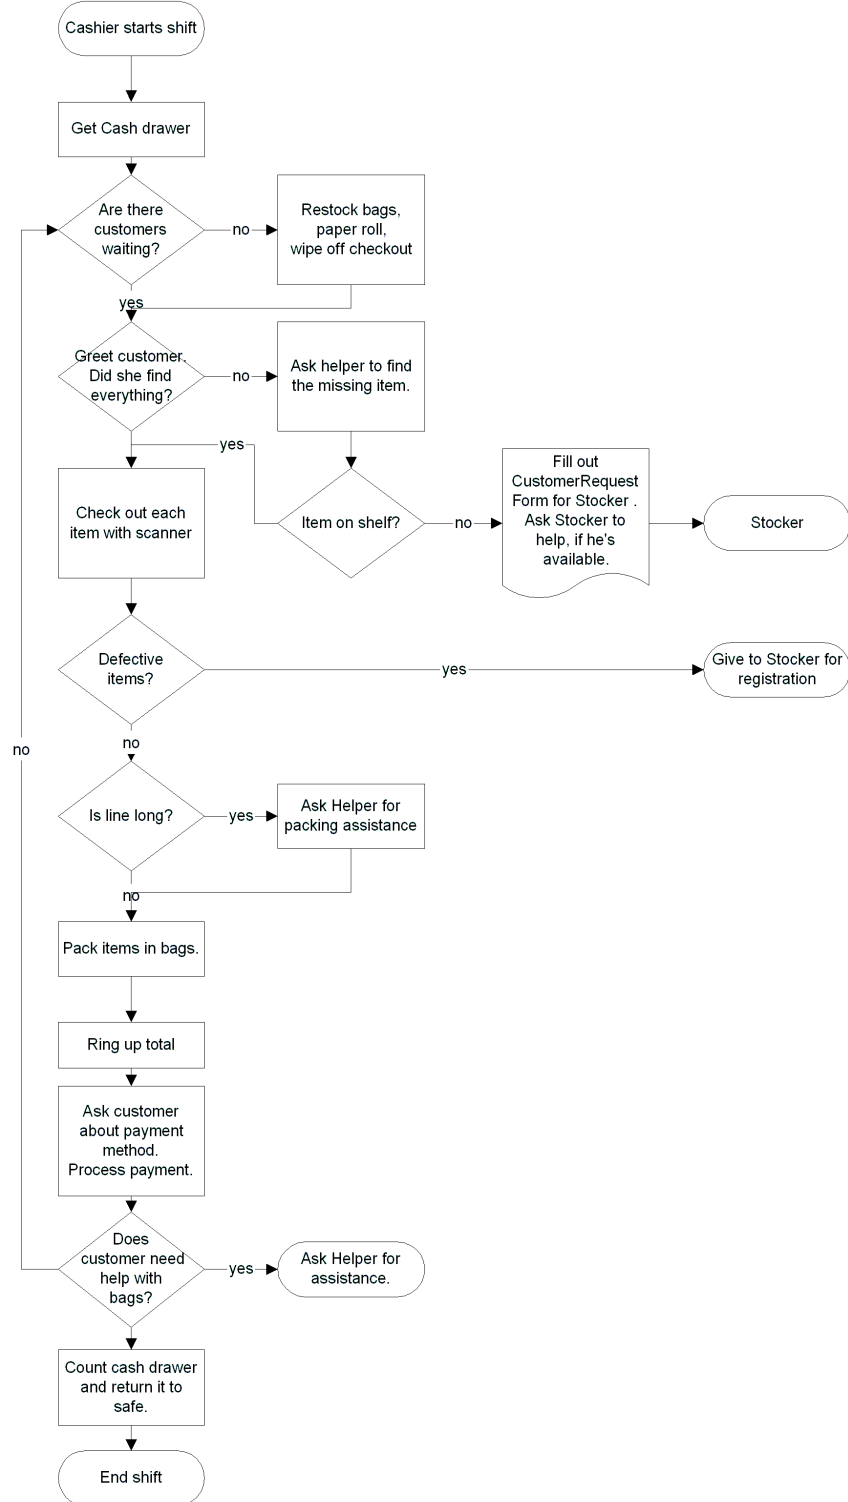 Cashier starts shift
Get Cash drawer
Are there
customers
waiting?
no
Restock bags,
paper roll,
wipe off checkout
yes
Greet customer.
Did she find
everything?
no
Ask helper to find
the missing item.
yes
Check out each
item with scanner
Item on shelf?
no
Fill out
CustomerRequest
Form for Stocker .
Ask Stocker to
help, if he's
available.
Stocker
Defective
items?
yes
Give to Stocker for
registration
no
no
Is line long?
yes
Ask Helper for
packing assistance
no
Pack items in bags.
Ring up total
Ask customer
about payment
method.
Process payment.
Does
customer need
help with
bags?
yes
Ask Helper for
assistance.
Count cash drawer
and return it to
safe.
End shift